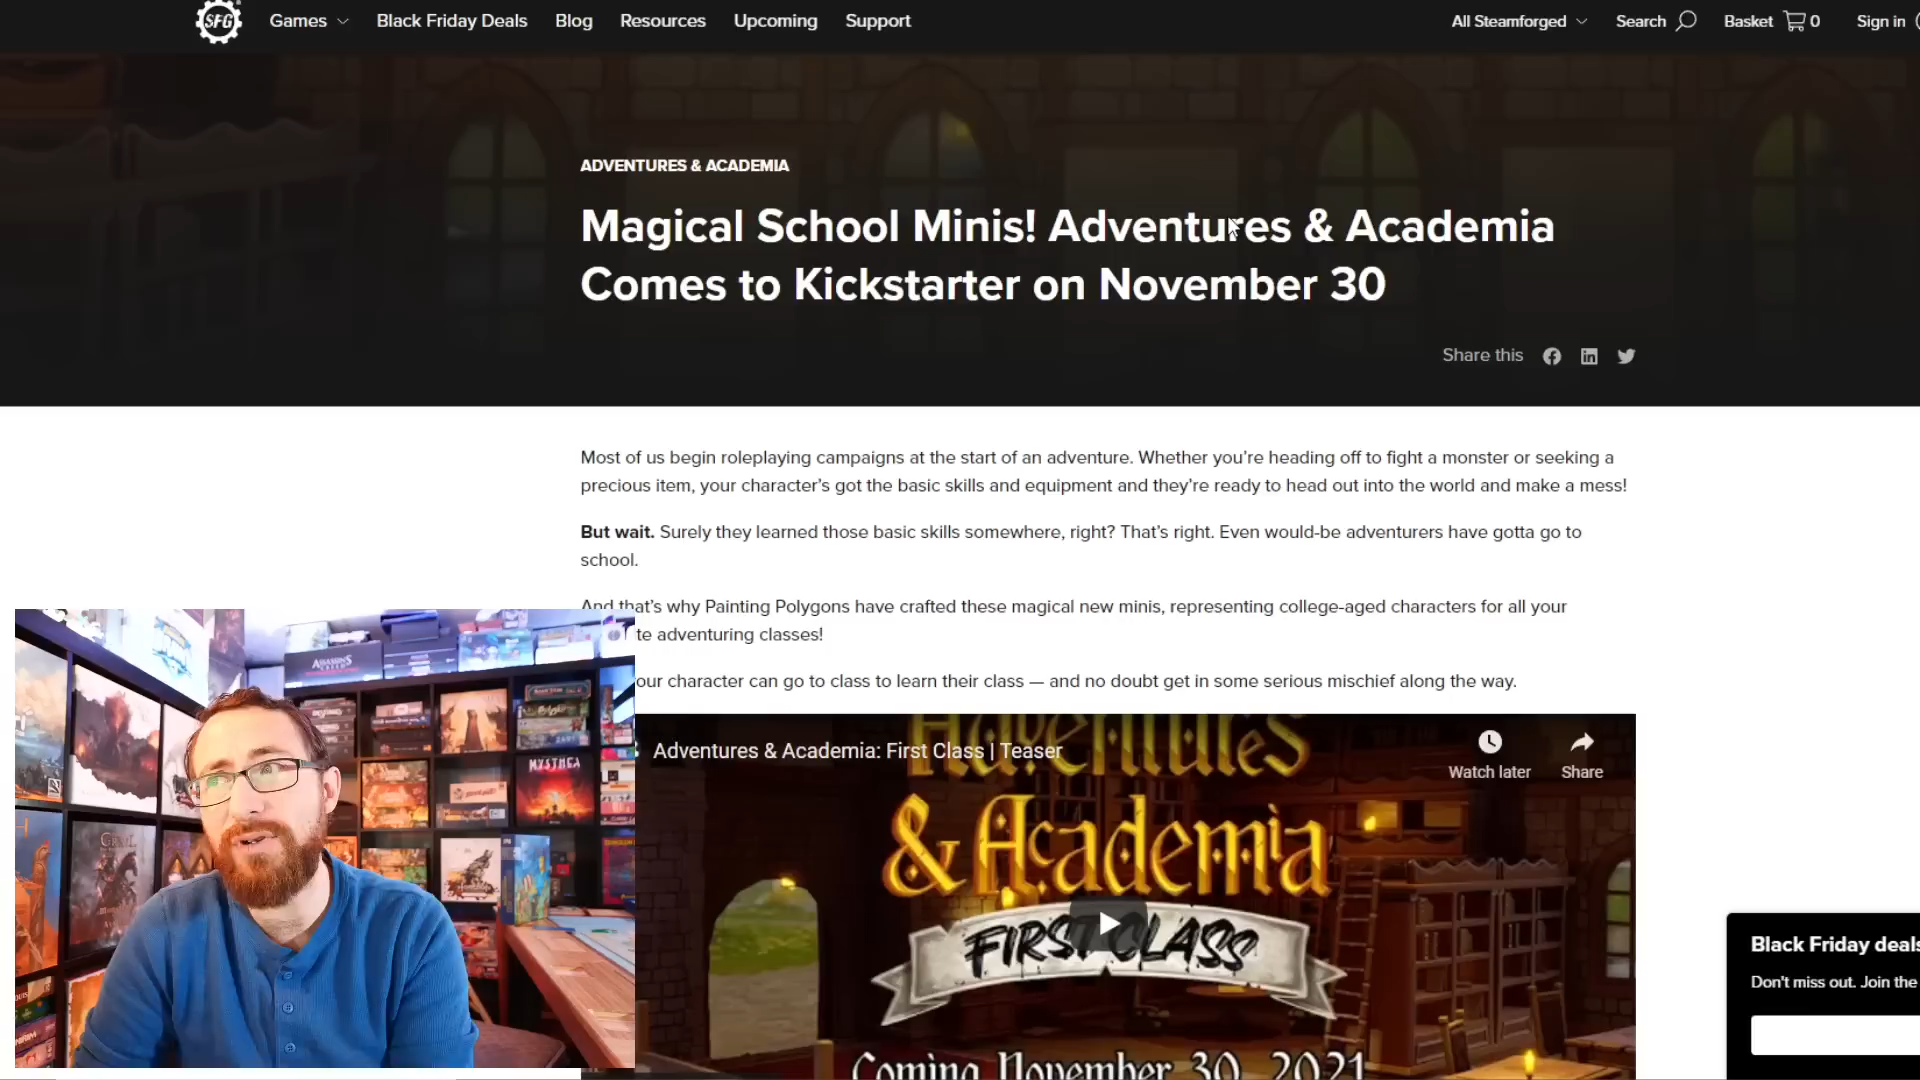 SFG Games Black Friday Deals Blog Resources Upcoming Support All Steamforged Search Basket 0 Sign in
ADVENTURES & ACADEMIA
Magical School Minis! Adventures & Academia
Comes to Kickstarter on November 30
Share this
Most of us begin roleplaying campaigns at the start of an adventure. Whether you’re heading off to fight a monster or seeking a
precious item, your character’s got the basic skills and equipment and they’re ready to head out into the world and make a mess!
But wait. Surely they learned those basic skills somewhere, right? That’s right. Even would-be adventurers have gotta go to
school.
And that’s why Painting Polygons have crafted these magical new minis, representing college-aged characters for all your
te adventuring classes!
our character can go to class to learn their class — and no doubt get in some serious mischief along the way.
Adventures & Academia: First Class | Teaser
Watch later Share
Adventures
& Academia
FIRST CLASS
Coming November 30, 2021
Black Friday deals
Don't miss out. Join the
ASSASSIN'S
CREED
MYSTHEA